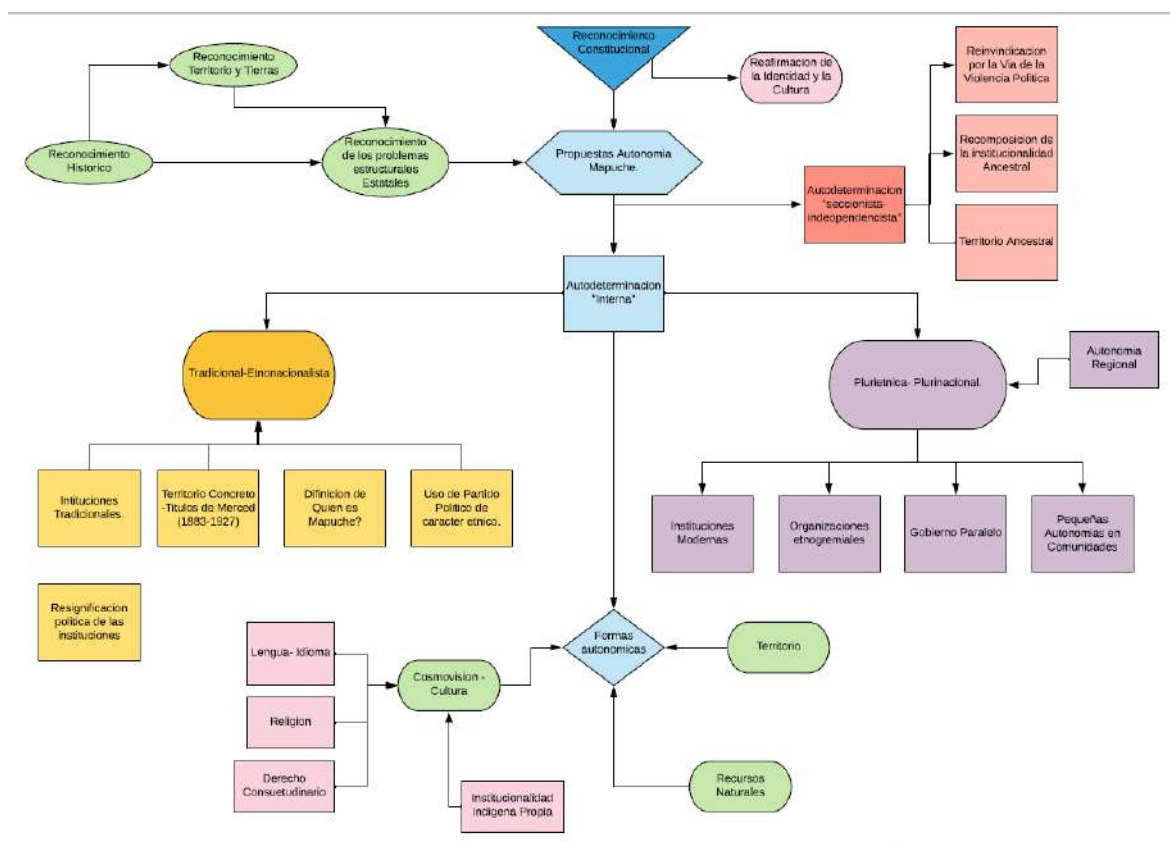 Reconocimiento
Constitucional
Reconocimiento
Territorio y Tierras
Reafirmacion de
la Identidad y la
Cultura
Reinvindicacion
por la Via de la
Violencia Politica
Reconocimiento
Historico
Reconocimiento
de los problemas
estructurales
Estatales
Propuestas Autonomia
Mapuche.
Recomposicion de
la institucionalidad
Ancestral
Autodeterminacion
"seccionista-
indeopendencista"
Territorio Ancestral
Autodeterminacion
"Interna"
Tradicional-Etnonacionalista
Plurietnica- Plurinacional.
Autonomia
Regional
Intituciones
Tradicionales.
Territorio Concreto
-Titulos de Merced
(1883-1927)
Difinicion de
Quien es
Mapuche?
Uso de Partido
Politico de
caracter etnico.
Instituciones
Modernas
Organizaciones
etnogremiales
Gobierno Paralelo
Pequeñas
Autonomias en
Comunidades
Resignificacion
politica de las
instituciones
Lengua- Idioma
Religion
Derecho
Consuetudinario
Cosmovision -
Cultura
Institucionalidad
Indigena Propia
Formas
autonomicas
Territorio
Recursos
Naturales